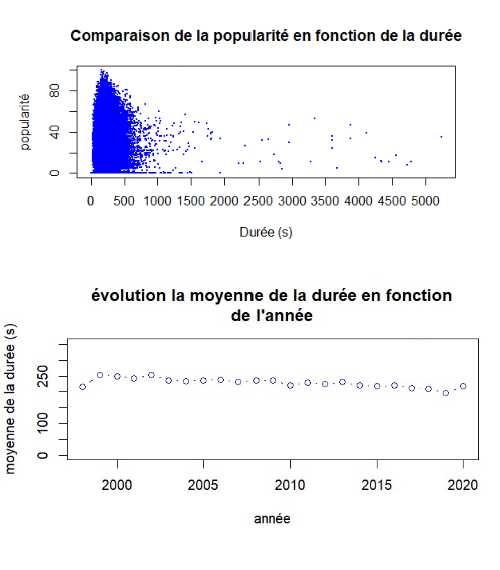 Comparaison de la popularité en fonction de la durée
popularité
80
40
0
0 500 1000 1500 2000 2500 3000 3500 4000 4500 5000
Durée (s)
évolution la moyenne de la durée en fonction
de l'année
moyenne de la durée (s)
250
100
0
2000 2005 2010 2015 2020
année